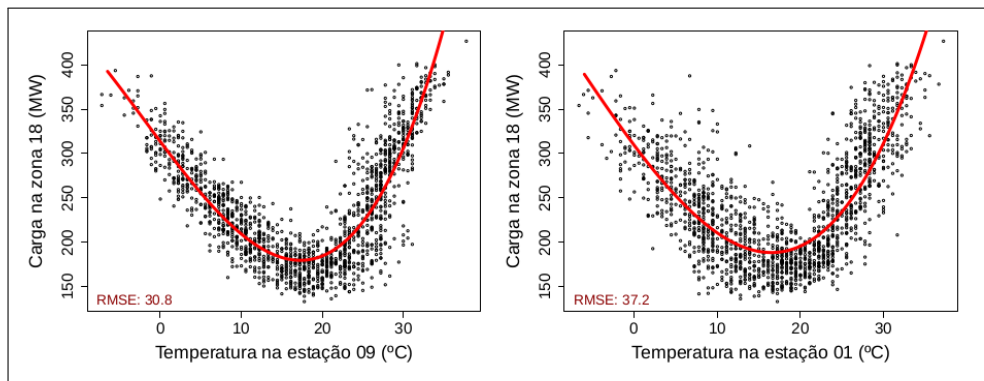 Carga na zona 18 (MW)
400
350
300
250
200
150
RMSE: 30.8
0 10 20 30
Temperatura na estação 09 (ºC)
Carga na zona 18 (MW)
400
350
300
250
200
150
RMSE: 37.2
0 10 20 30
Temperatura na estação 01 (ºC)